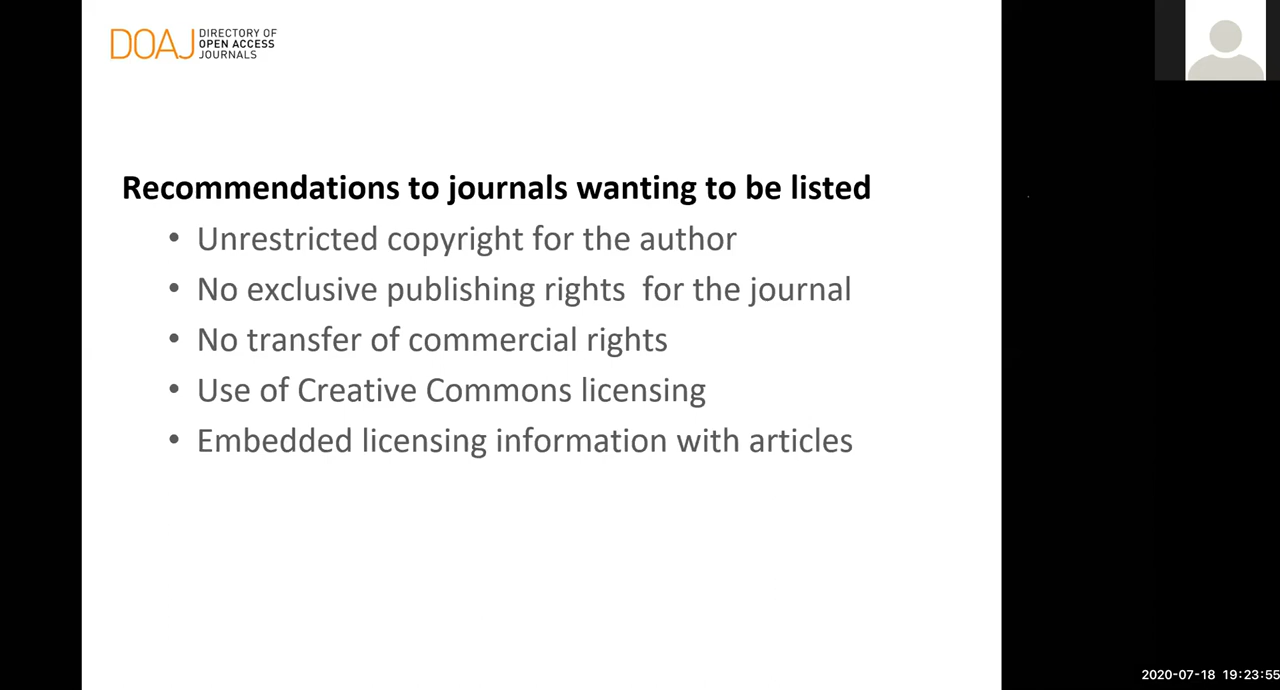 DOAJ DIRECTORY OF
OPEN ACCESS
JOURNALS
Recommendations to journals wanting to be listed
• Unrestricted copyright for the author
• No exclusive publishing rights  for the journal
• No transfer of commercial rights
• Use of Creative Commons licensing
• Embedded licensing information with articles
2020-07-18 19:23:55